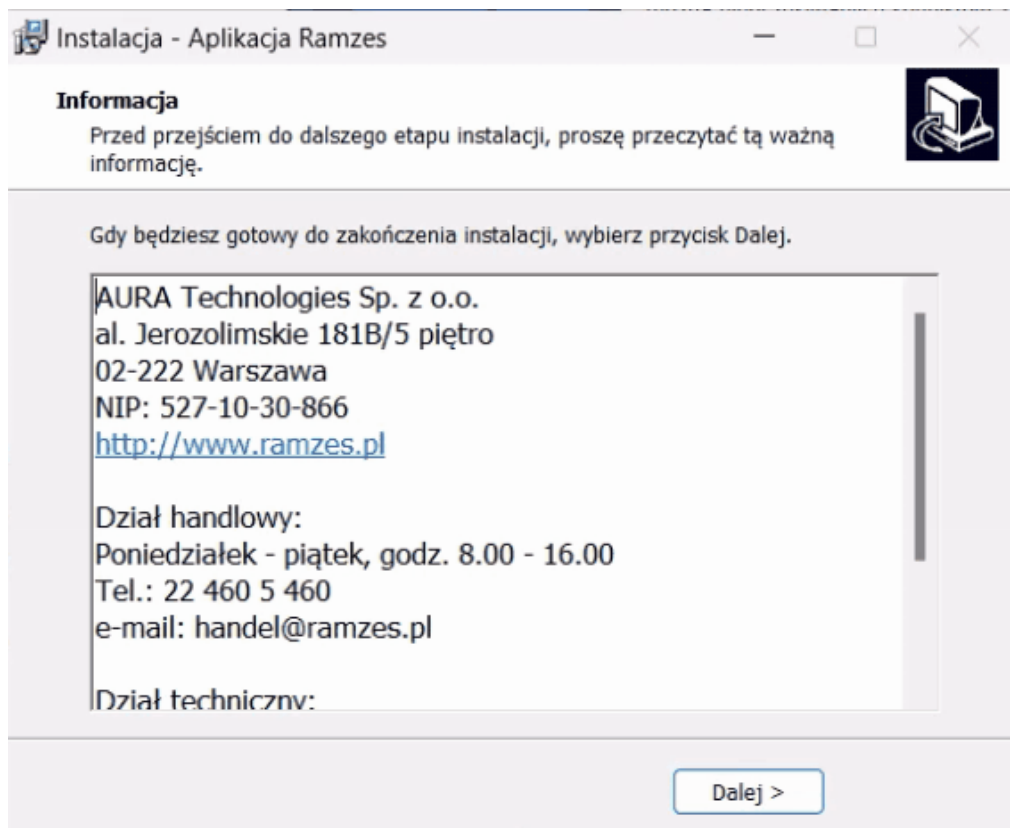 Instalacja - Aplikacja Ramzes
Informacja
Przed przejściem do dalszego etapu instalacji, proszę przeczytać tą ważną
informację.
Gdy będziesz gotowy do zakończenia instalacji, wybierz przycisk Dalej.
AURA Technologies Sp. z o.o.
al. Jerozolimskie 181B/5 piętro
02-222 Warszawa
NIP: 527-10-30-866
http://www.ramzes.pl
Dział handlowy:
Poniedziałek - piątek, godz. 8.00 - 16.00
Tel.: 22 460 5 460
e-mail: handel@ramzes.pl
Dział techniczny:
Dalej >